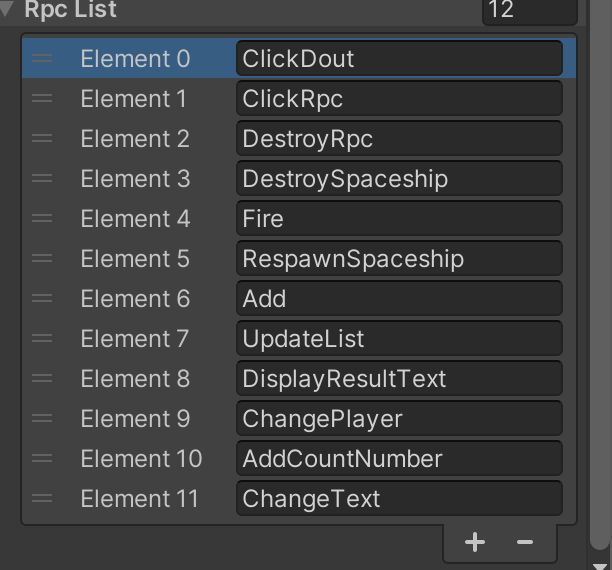 Rpc List 12
Element 0 ClickDout
Element 1 ClickRpc
Element 2 DestroyRpc
Element 3 DestroySpaceship
Element 4 Fire
Element 5 RespawnSpaceship
Element 6 Add
Element 7 UpdateList
Element 8 DisplayResultText
Element 9 ChangePlayer
Element 10 AddCountNumber
Element 11 ChangeText
+ −